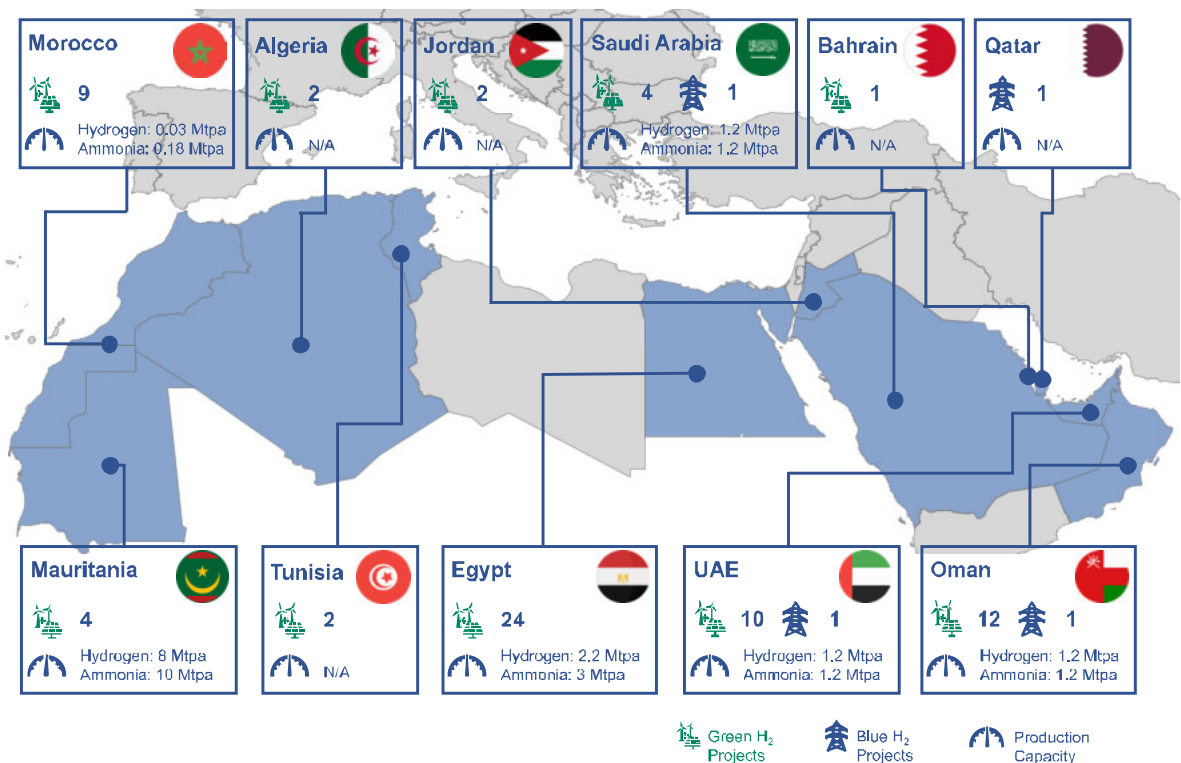 Morocco
9
Hydrogen: 0.03 Mtpa
Ammonia: 0.18 Mtpa
Algeria
2
N/A
Jordan
2
N/A
Saudi Arabia
4 1
Hydrogen: 1.2 Mtpa
Ammonia: 1.2 Mtpa
Bahrain
1
N/A
Qatar
1
N/A
Mauritania
4
Hydrogen: 8 Mtpa
Ammonia: 10 Mtpa
Tunisia
2
N/A
Egypt
24
Hydrogen: 2.2 Mtpa
Ammonia: 3 Mtpa
UAE
10 1
Hydrogen: 1.2 Mtpa
Ammonia: 1.2 Mtpa
Oman
12 1
Hydrogen: 1.2 Mtpa
Ammonia: 1.2 Mtpa
Green H₂
Projects
Blue H₂
Projects
Production
Capacity